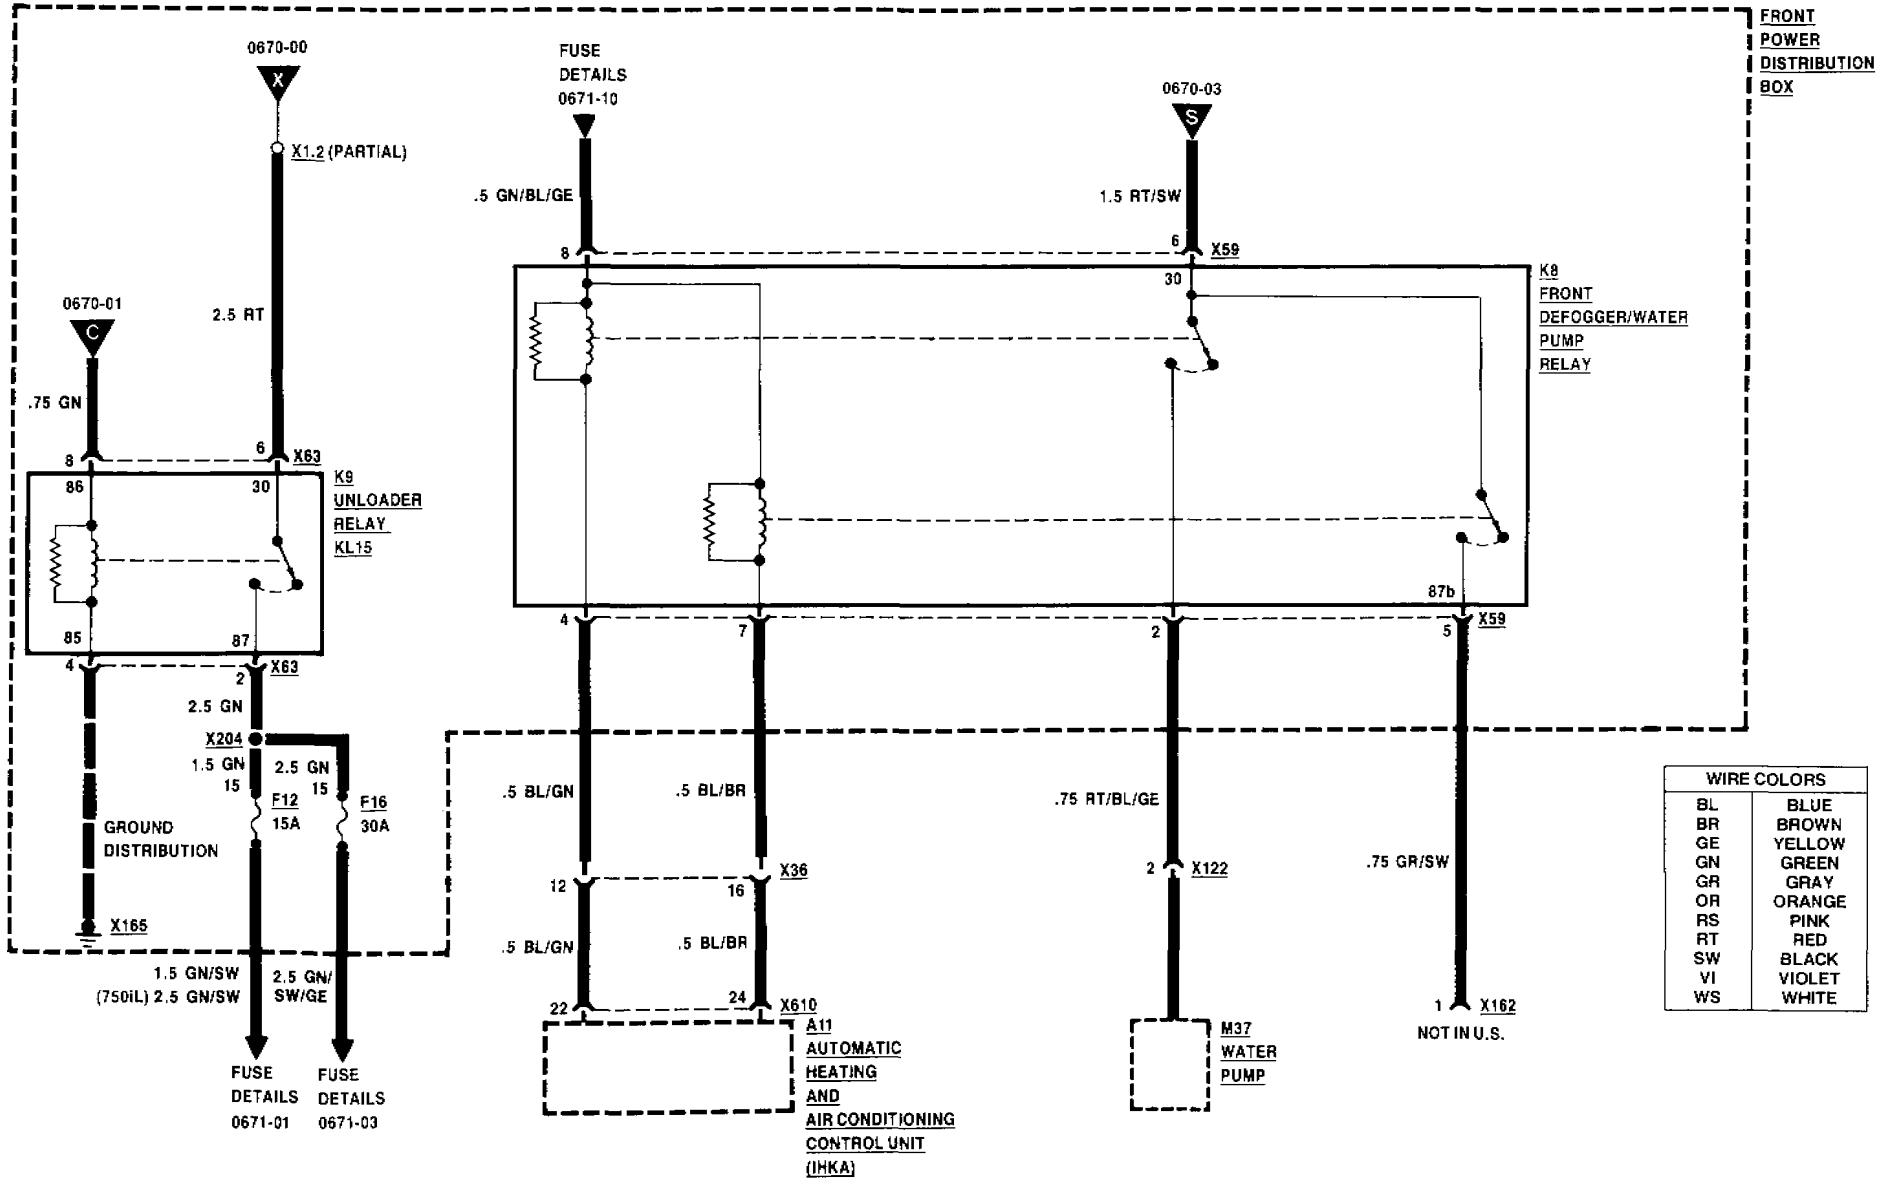 FRONT
POWER
DISTRIBUTION
BOX
0670-00
X
X1.2 (PARTIAL)
FUSE
DETAILS
0671-10
0670-03
S
.5 GN/BL/GE
1.5 RT/SW
8
6
X59
0670-01
C
2.5 RT
.75 GN
30
K8
FRONT
DEFOGGER/WATER
PUMP
RELAY
8
6
X63
86
30
K9
UNLOADER
RELAY
KL15
85
87
4
2
X63
87b
4
7
2
5
X59
2.5 GN
X204
1.5 GN
15
2.5 GN
15
F12
15A
F16
30A
GROUND
DISTRIBUTION
X165
.5 BL/GN
.5 BL/BR
.75 RT/BL/GE
.75 GR/SW
12
16
X36
2
X122
.5 BL/GN
.5 BL/BR
1.5 GN/SW
(750iL) 2.5 GN/SW
2.5 GN/
SW/GE
22
24
X610
1
X162
NOT IN U.S.
FUSE
DETAILS
0671-01
FUSE
DETAILS
0671-03
A11
AUTOMATIC
HEATING
AND
AIR CONDITIONING
CONTROL UNIT
(IHKA)
M37
WATER
PUMP
WIRE COLORS
BL BLUE
BR BROWN
GE YELLOW
GN GREEN
GR GRAY
OR ORANGE
RS PINK
RT RED
SW BLACK
VI VIOLET
WS WHITE